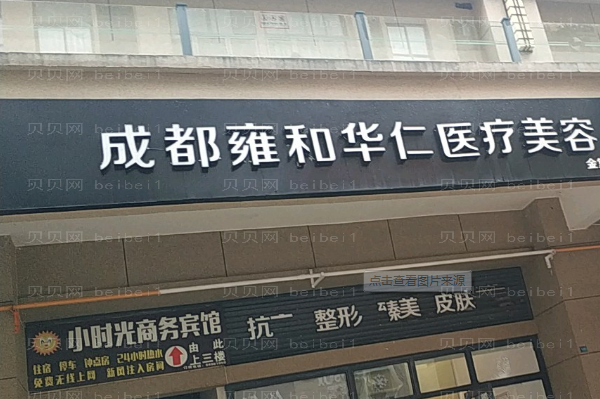 成都雍和华仁医疗美容
小时光商务宾馆
住宿 停车 钟点房 24小时热水
免费无线上网 新风注入房间
由此
上三楼
抗 整形 臻美 皮肤
点击查看图片来源
贝贝网 beibei1